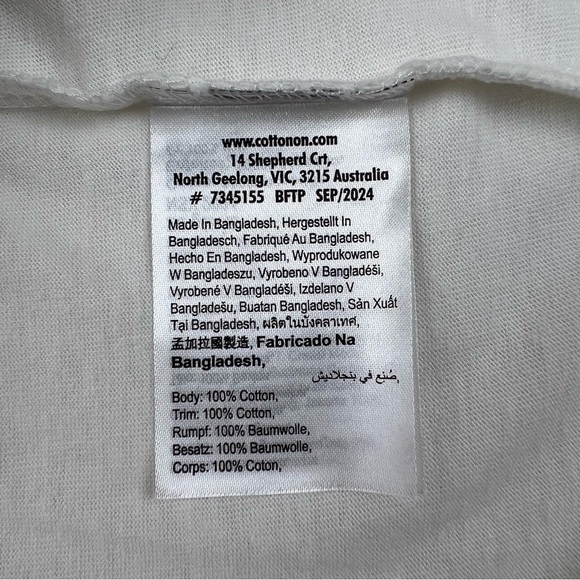 www.cottonon.com
14 Shepherd Crt,
North Geelong, VIC, 3215 Australia
# 7345155 BFTP SEP/2024
Made In Bangladesh, Hergestellt In
Bangladesch, Fabriqué Au Bangladesh,
Hecho En Bangladesh, Wyprodukowane
W Bangladeszu, Vyrobeno V Bangladéši,
Vyrobené V Bangladéši, Izdelano V
Bangladešu, Buatan Bangladesh, Sản Xuất
Tại Bangladesh, ผลิตในบังคลาเทศ,
孟加拉國製造, Fabricado Na
Bangladesh,
صُنع في بنجلاديش,
Body: 100% Cotton,
Trim: 100% Cotton,
Rumpf: 100% Baumwolle,
Besatz: 100% Baumwolle,
Corps: 100% Coton,